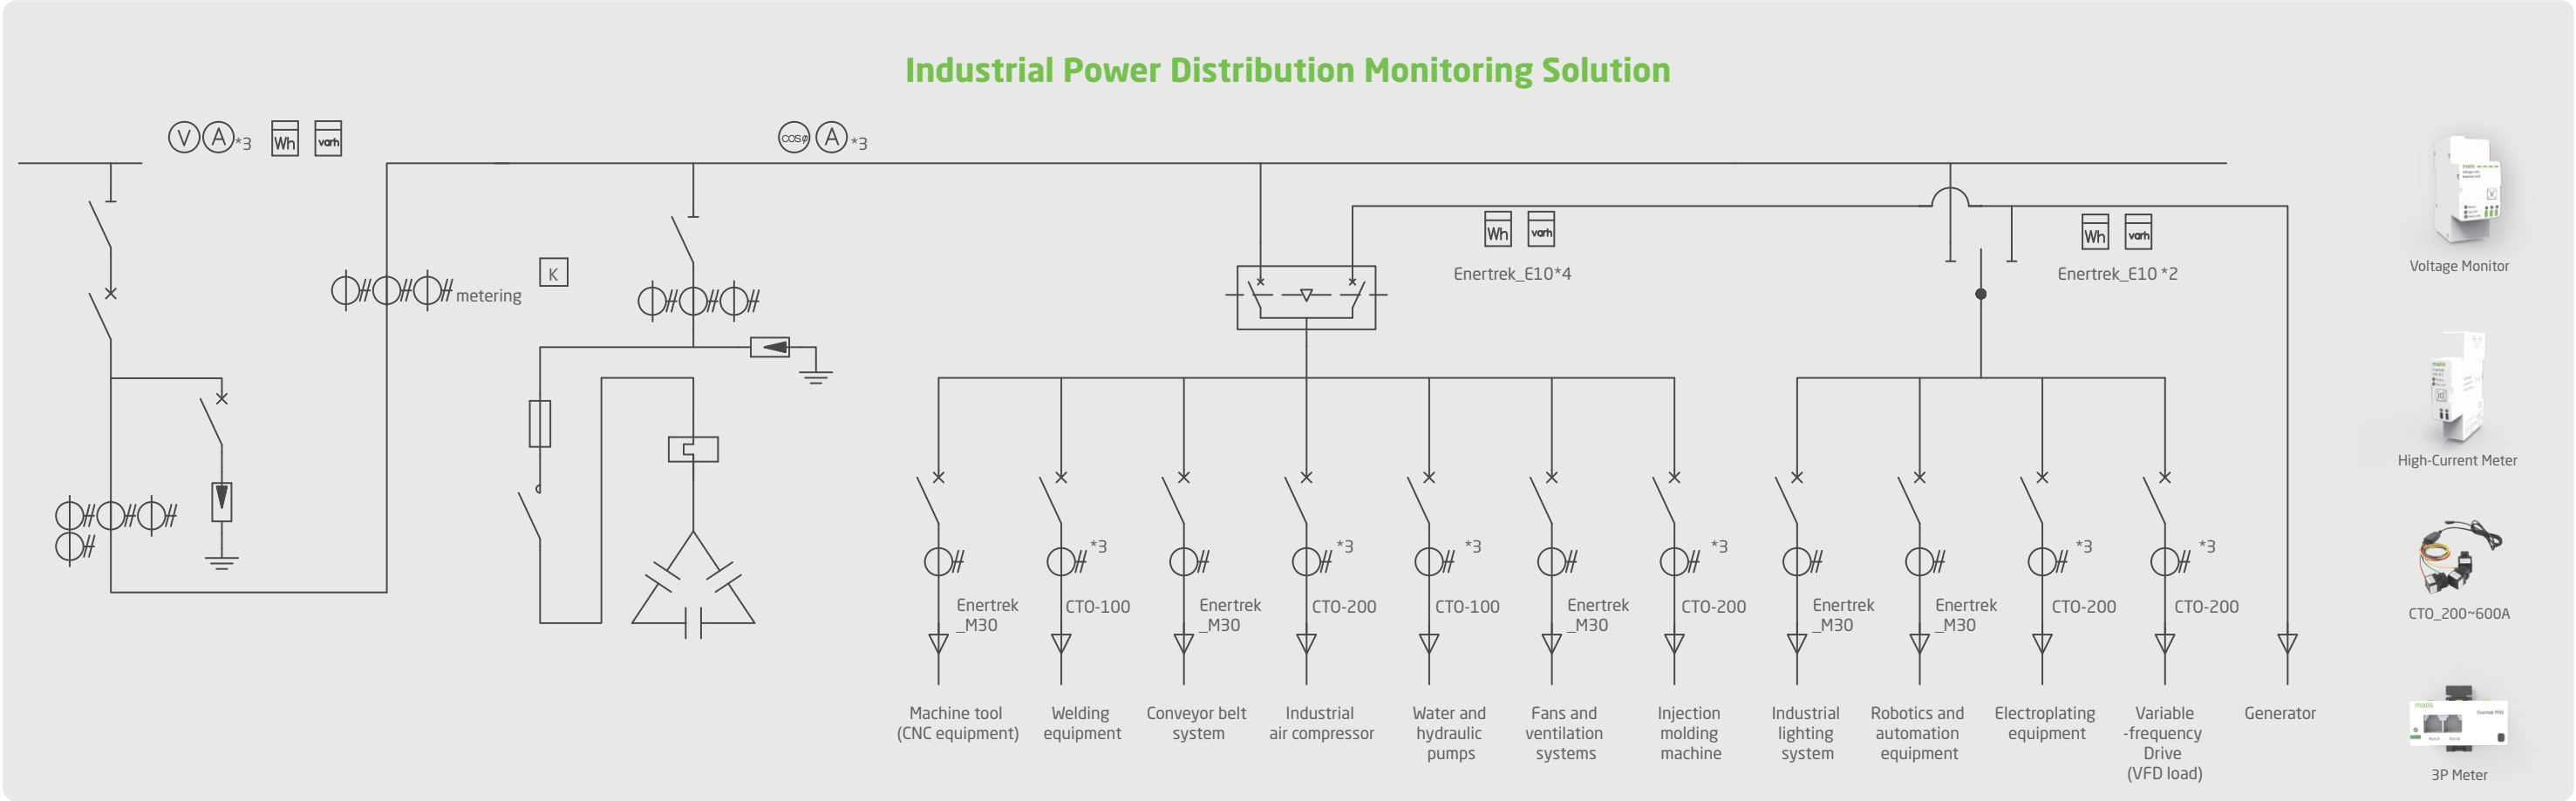 Industrial Power Distribution Monitoring Solution
V A *3 Wh varh
cosφ A *3
Wh varh
Enertrek_E10*4
Wh varh
Enertrek_E10 *2
K
metering
*3
*3
*3
*3
*3
*3
Enertrek
_M30
CTO-100
Enertrek
_M30
CTO-200
CTO-100
Enertrek
_M30
CTO-200
Enertrek
_M30
Enertrek
_M30
CTO-200
CTO-200
Machine tool
(CNC equipment)
Welding
equipment
Conveyor belt
system
Industrial
air compressor
Water and
hydraulic
pumps
Fans and
ventilation
systems
Injection
molding
machine
Industrial
lighting
system
Robotics and
automation
equipment
Electroplating
equipment
Variable
-frequency
Drive
(VFD load)
Generator
Voltage Monitor
High-Current Meter
CTO_200~600A
matis
Enertrek M30
3P Meter